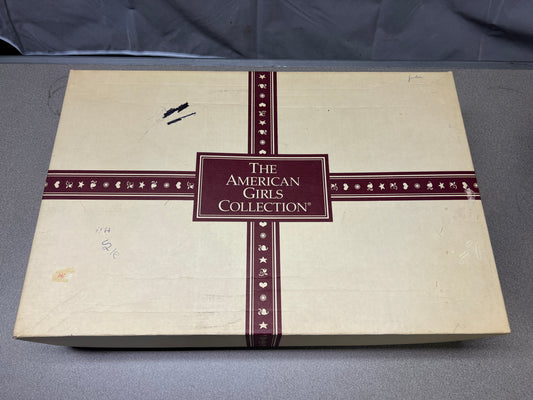 THE
AMERICAN
GIRLS
COLLECTION®